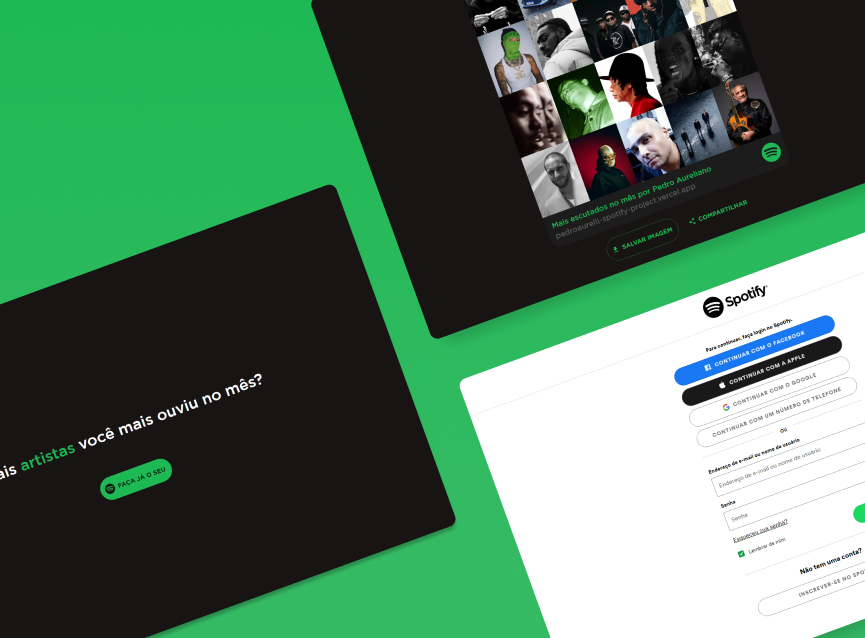 Mais escutados no mês por Pedro Aureliano
pedroaurelli-spotify-project.vercel.app
SALVAR IMAGEM
COMPARTILHAR
artistas você mais ouviu no mês?
FAÇA JÁ O SEU
Spotify
Para continuar, faça login no Spotify.
CONTINUAR COM O FACEBOOK
CONTINUAR COM A APPLE
CONTINUAR COM O GOOGLE
CONTINUAR COM UM NÚMERO DE TELEFONE
OU
Endereço de e-mail ou nome de usuário
Endereço de e-mail ou nome de usuário
Senha
Senha
Esqueceu sua senha?
Lembrar de mim
Não tem uma conta?
INSCREVER-SE NO SPO